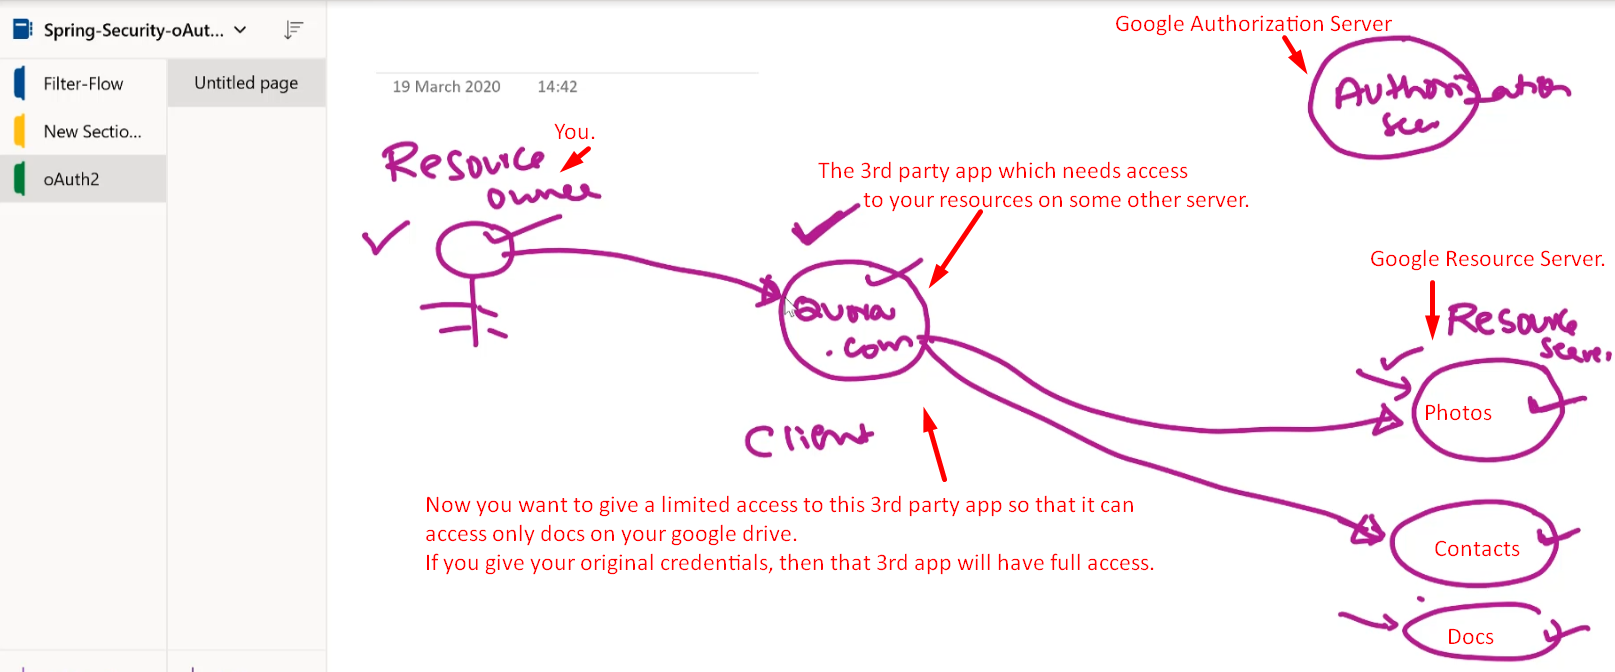 Spring-Security-oAut...
Filter-Flow
New Sectio...
oAuth2
Untitled page
19 March 2020 14:42
Google Authorization Server
Authorization
Resource
owner
You.
The 3rd party app which needs access
to your resources on some other server.
Quora
.com
Client
Google Resource Server.
Resource
Photos
Contacts
Docs
Now you want to give a limited access to this 3rd party app so that it can
access only docs on your google drive.
If you give your original credentials, then that 3rd app will have full access.